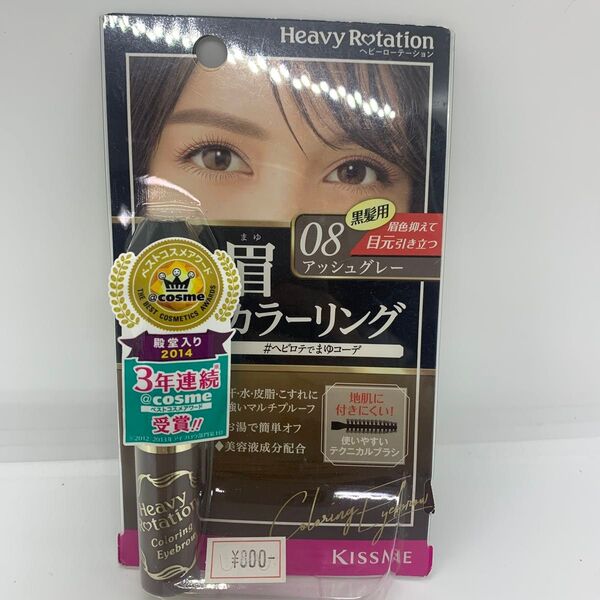 Heavy Rotation
ヘビーローテーション
黒髪用
眉色抑えて
目元引き立つ
08
アッシュグレー
まゆ
眉
カラーリング
#ヘビロテでまゆコーデ
ベストコスメアワード
@cosme
THE BEST COSMETICS AWARDS
殿堂入り
2014
3年連続
@cosme
ベストコスメアワード
受賞!!
汗・水・皮脂・こすれに
強いマルチプルーフ
お湯で簡単オフ
◆美容液成分配合
地肌に
付きにくい!
使いやすい
テクニカルブラシ
Coloring Eyebrow
Heavy
Rotation
Coloring
Eyebrow
¥800-
KISSME